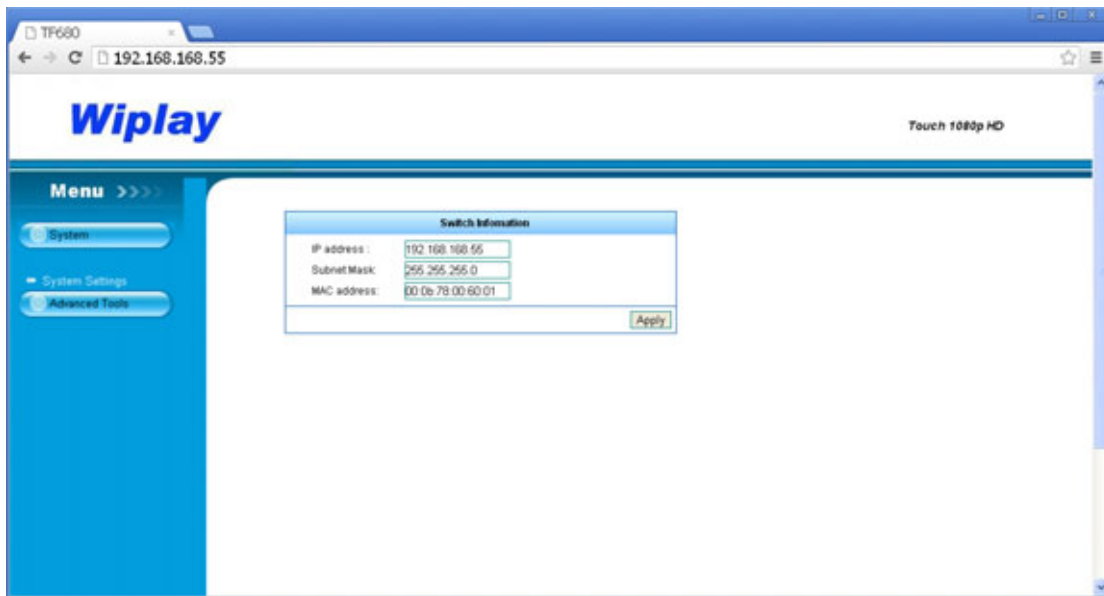 TF680
192.168.168.55
Wiplay
Touch 1080p HD
Menu >>>>
System
System Settings
Advanced Tools
Switch Infomation
IP address : 192.168.168.55
Subnet Mask: 255.255.255.0
MAC address: 00:0b:78:00:60:01
Apply